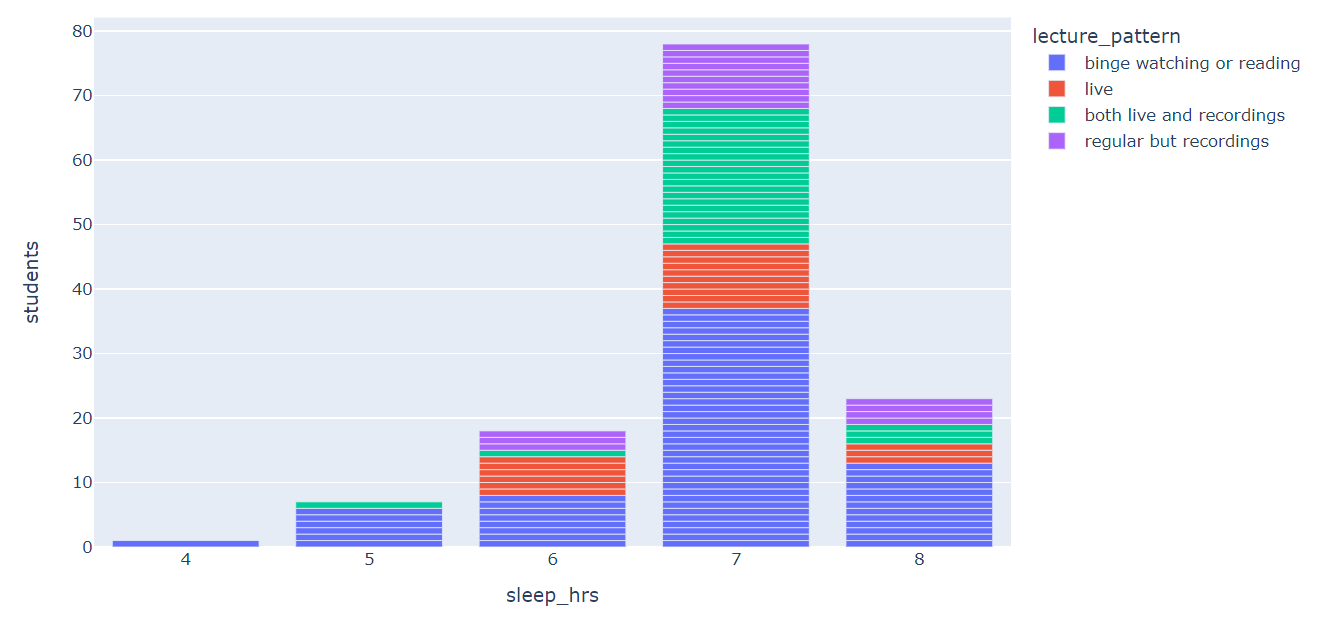 80
70
60
50
40
30
20
10
0
students
4 5 6 7 8
sleep_hrs
lecture_pattern
binge watching or reading
live
both live and recordings
regular but recordings